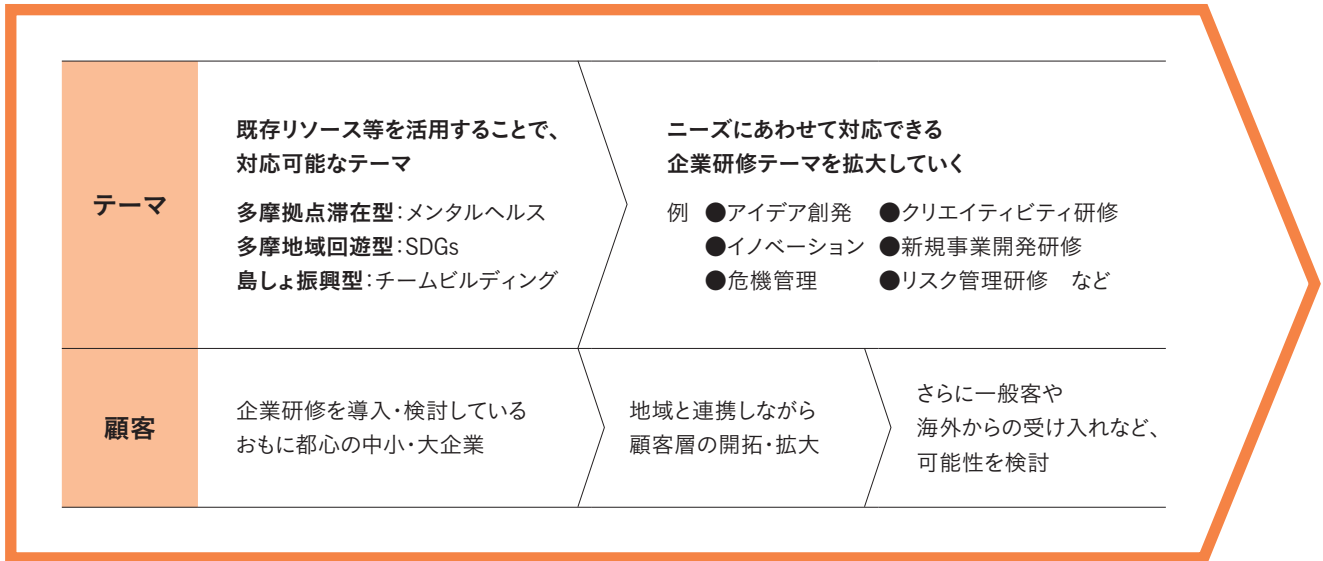 テーマ
既存リソース等を活用することで、
対応可能なテーマ
多摩拠点滞在型：メンタルヘルス
多摩地域回遊型：SDGs
島しょ振興型：チームビルディング
ニーズにあわせて対応できる
企業研修テーマを拡大していく
例 ●アイデア創発 ●クリエイティビティ研修
●イノベーション ●新規事業開発研修
●危機管理 ●リスク管理研修　など
顧客
企業研修を導入・検討している
おもに都心の中小・大企業
地域と連携しながら
顧客層の開拓・拡大
さらに一般客や
海外からの受け入れなど、
可能性を検討